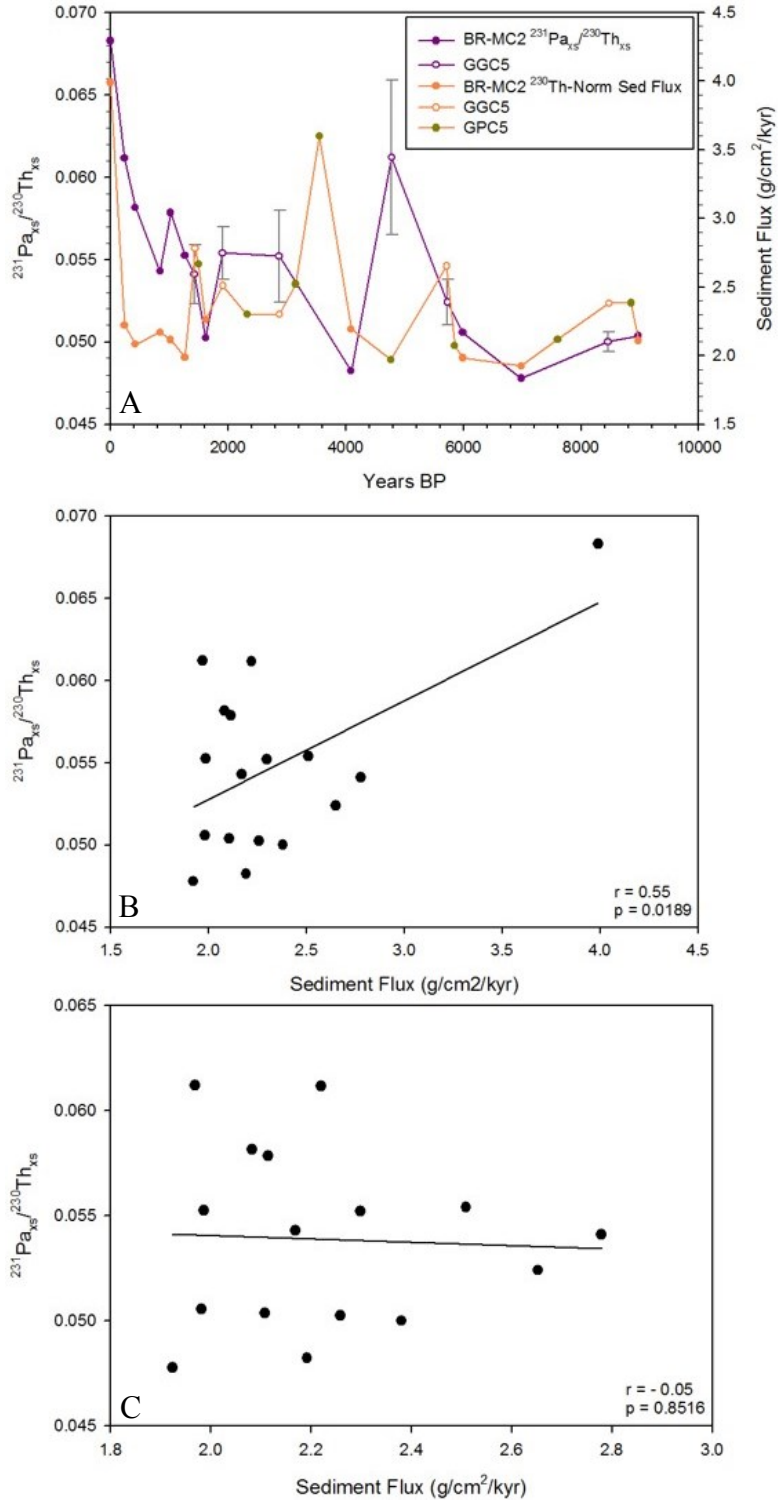 0.070
0.065
0.060
0.055
0.050
0.045
231Paxs/230Thxs
4.5
4.0
3.5
3.0
2.5
2.0
1.5
Sediment Flux (g/cm2/kyr)
BR-MC2 231Paxs/230Thxs
GGC5
BR-MC2 230Th-Norm Sed Flux
GGC5
GPC5
A
0 2000 4000 6000 8000 10000
Years BP
0.070
0.065
0.060
0.055
0.050
0.045
231Paxs/230Thxs
r = 0.55
p = 0.0189
B
1.5 2.0 2.5 3.0 3.5 4.0 4.5
Sediment Flux (g/cm2/kyr)
0.065
0.060
0.055
0.050
0.045
231Paxs/230Thxs
r = - 0.05
p = 0.8516
C
1.8 2.0 2.2 2.4 2.6 2.8 3.0
Sediment Flux (g/cm2/kyr)